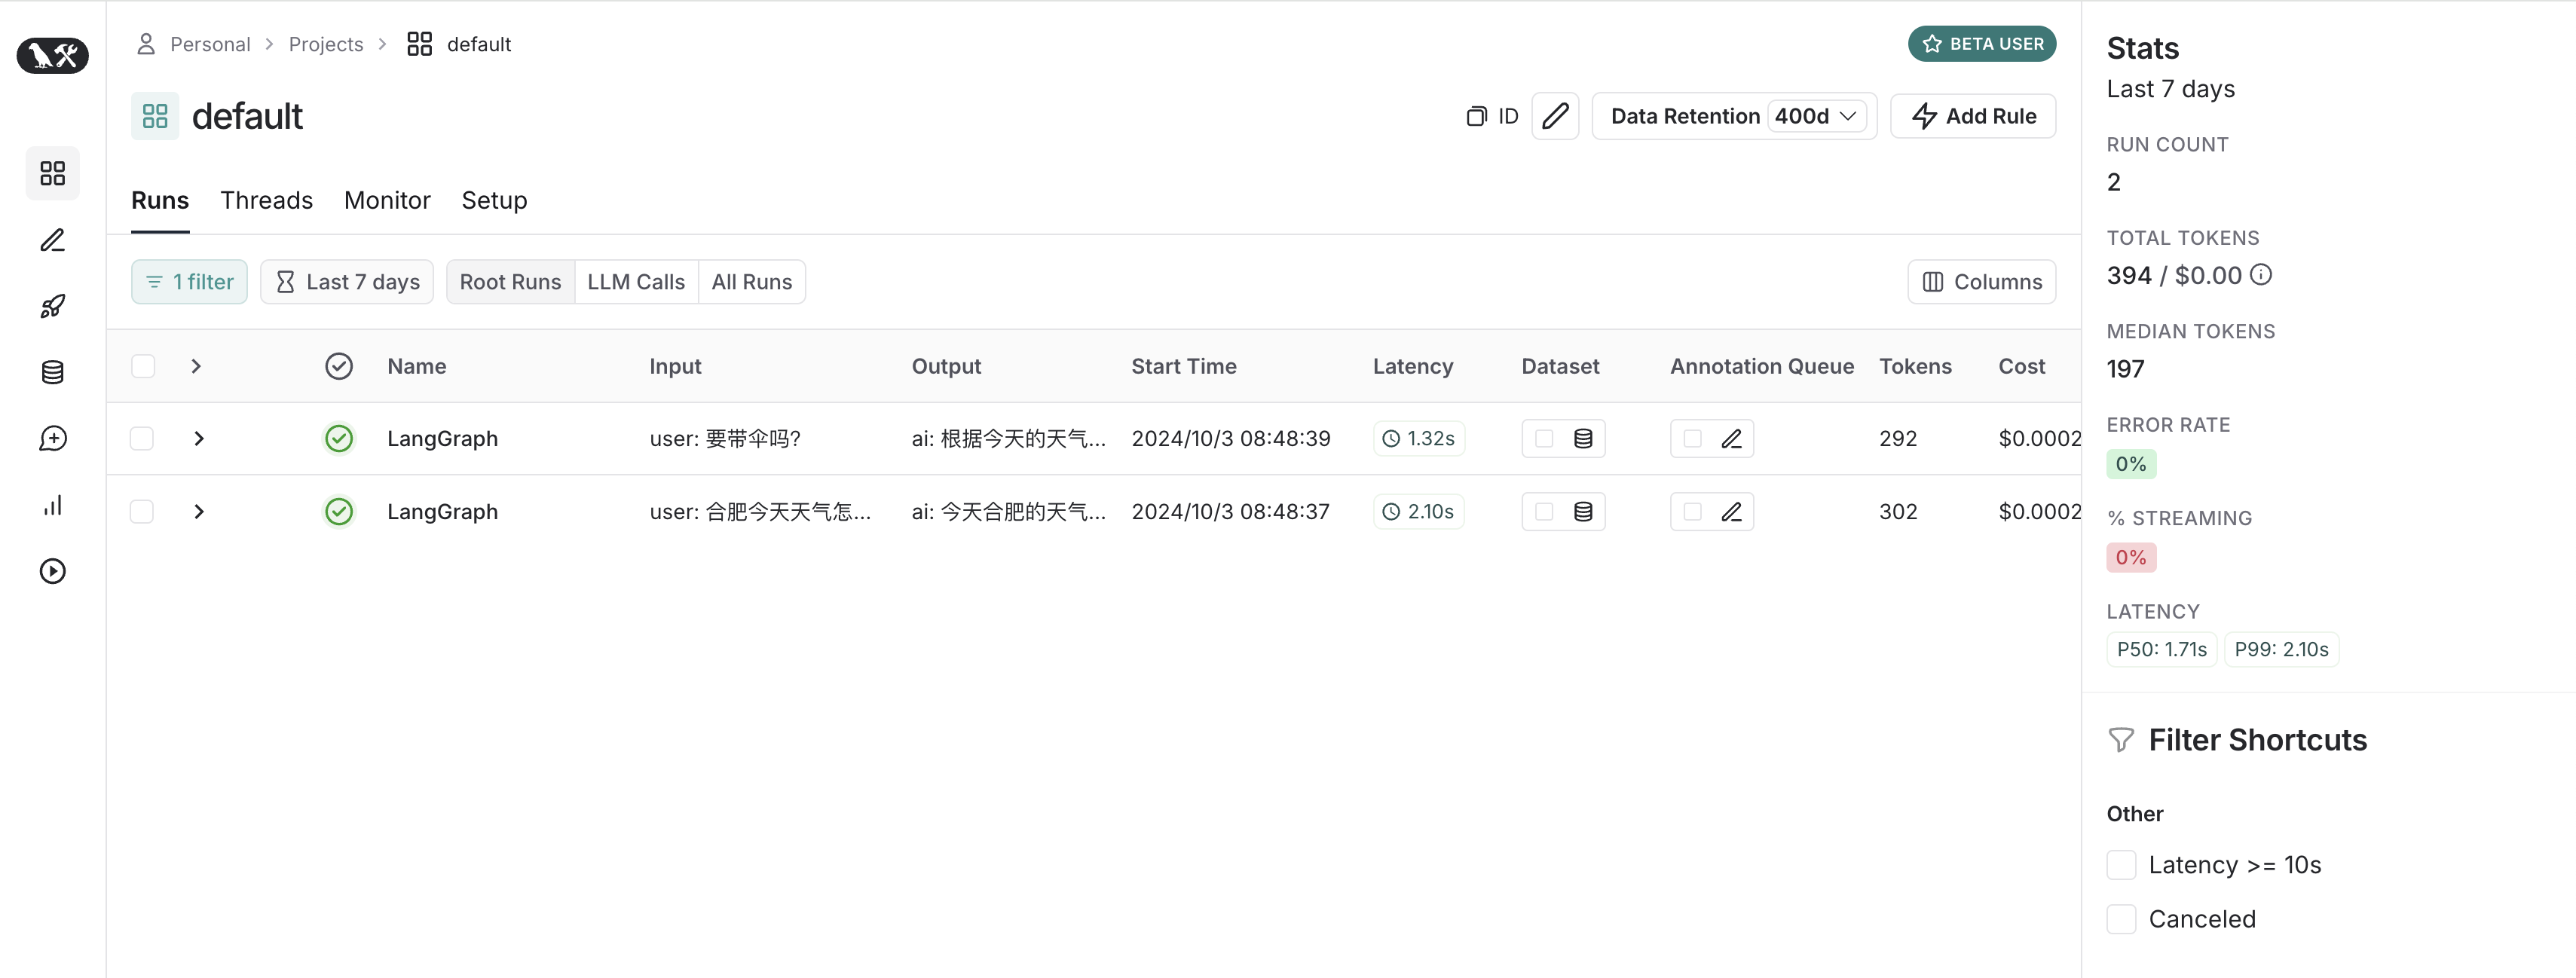 Personal > Projects > default
BETA USER
default
ID
Data Retention 400d
Add Rule
Runs Threads Monitor Setup
1 filter Last 7 days Root Runs LLM Calls All Runs Columns
Name Input Output Start Time Latency Dataset Annotation Queue Tokens Cost
LangGraph user: 要带伞吗? ai: 根据今天的天气... 2024/10/3 08:48:39 1.32s 292 $0.0002
LangGraph user: 合肥今天天气怎... ai: 今天合肥的天气... 2024/10/3 08:48:37 2.10s 302 $0.0002
Stats
Last 7 days
RUN COUNT
2
TOTAL TOKENS
394 / $0.00
MEDIAN TOKENS
197
ERROR RATE
0%
% STREAMING
0%
LATENCY
P50: 1.71s P99: 2.10s
Filter Shortcuts
Other
Latency >= 10s
Canceled